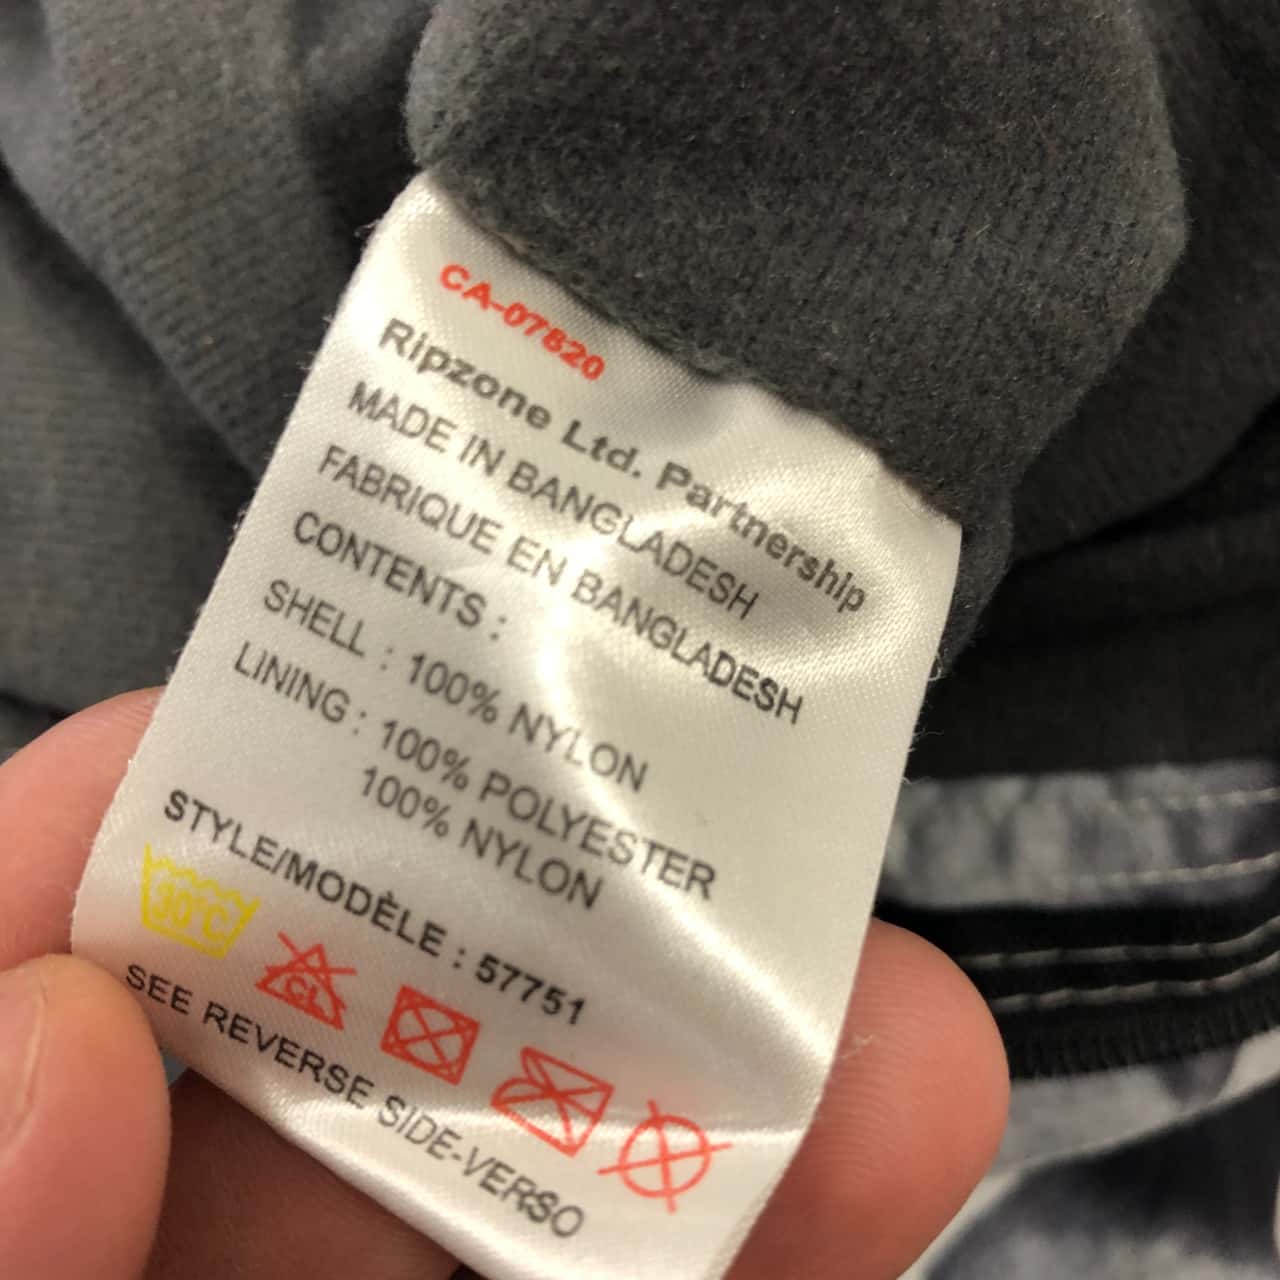 CA-07820
Ripzone Ltd. Partnership
MADE IN BANGLADESH
FABRIQUE EN BANGLADESH
CONTENTS :
SHELL : 100% NYLON
LINING : 100% POLYESTER
100% NYLON
STYLE/MODÈLE : 57751
30°C
CL
SEE REVERSE SIDE-VERSO